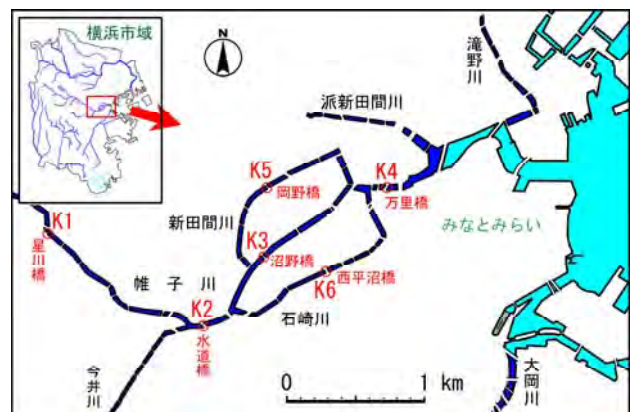 横浜市域
N
滝野川
派新田間川
K5
岡野橋
K4
万里橋
みなとみらい
新田間川
K1
星川橋
K3
沼野橋
帷子川
K6
西平沼橋
K2
水道橋
石崎川
今井川
0
1 km
大岡川